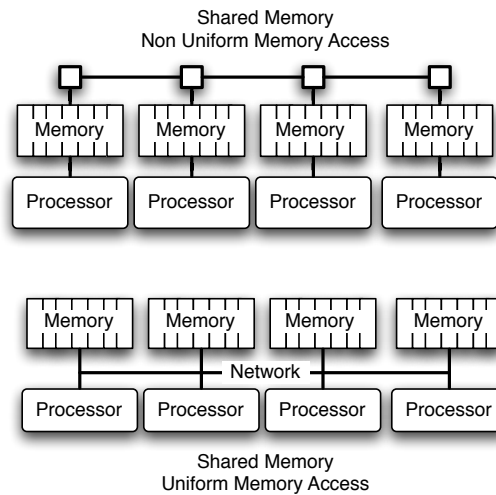 Shared Memory
Non Uniform Memory Access
Memory Memory Memory Memory
Processor Processor Processor Processor
Memory Memory Memory Memory
Network
Processor Processor Processor Processor
Shared Memory
Uniform Memory Access